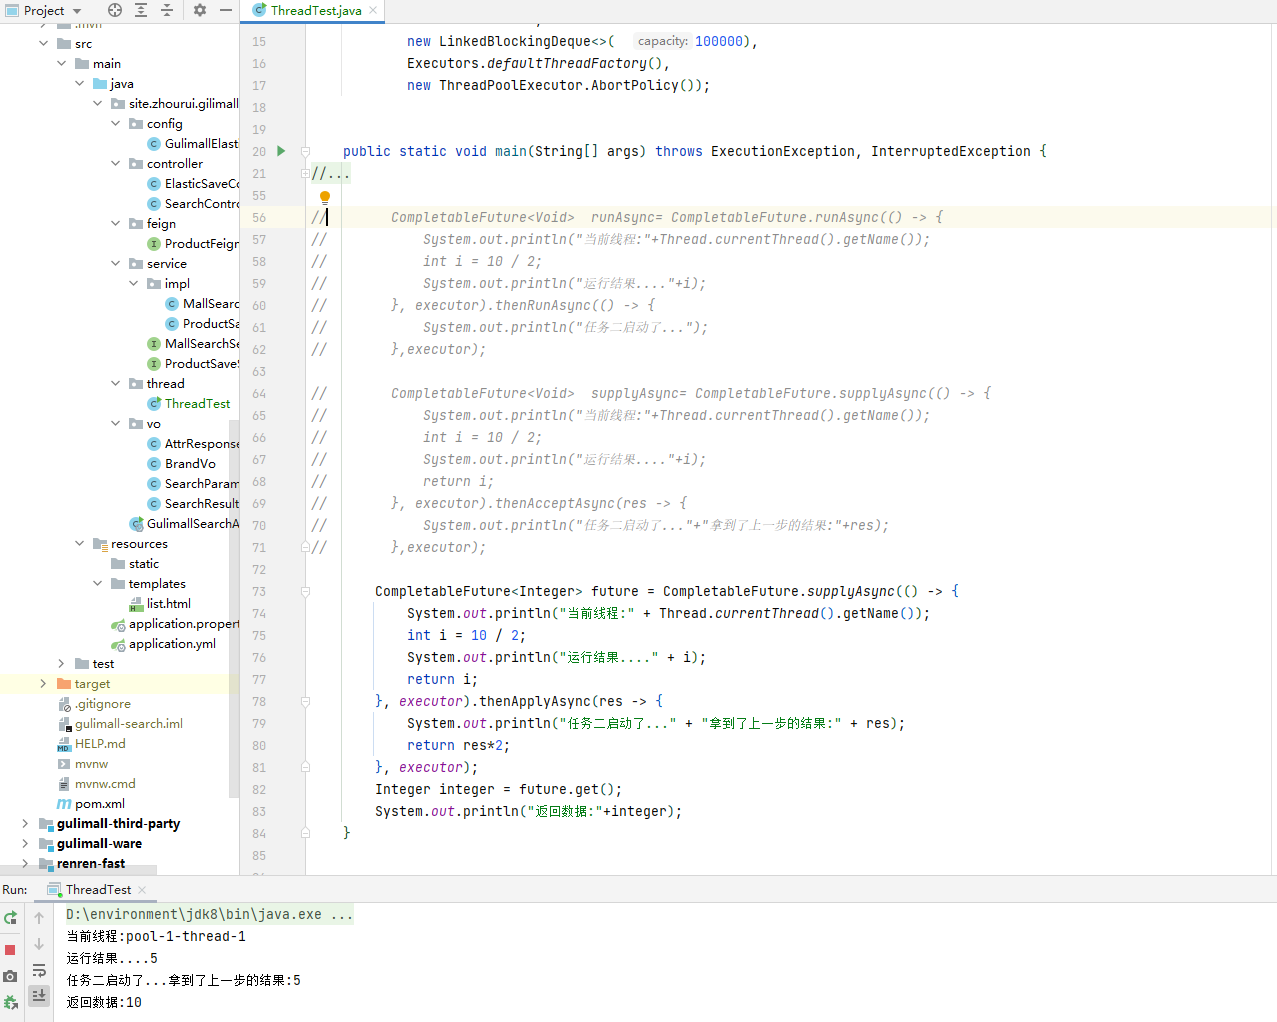 Project
ThreadTest.java
.mvn
src
main
java
site.zhourui.gilimall
config
GulimallElast
controller
ElasticSaveCo
SearchContro
feign
ProductFeign
service
impl
MallSearc
ProductSa
MallSearchSe
ProductSaveS
thread
ThreadTest
vo
AttrResponse
BrandVo
SearchParam
SearchResult
GulimallSearchA
resources
static
templates
list.html
application.propert
application.yml
test
target
.gitignore
gulimall-search.iml
HELP.md
mvnw
mvnw.cmd
pom.xml
gulimall-third-party
gulimall-ware
renren-fast
15 new LinkedBlockingDeque<>( capacity: 100000),
16 Executors.defaultThreadFactory(),
17 new ThreadPoolExecutor.AbortPolicy());
18
19
20 public static void main(String[] args) throws ExecutionException, InterruptedException {
21 //...
55
56 // CompletableFuture<Void>  runAsync= CompletableFuture.runAsync(() -> {
57 // System.out.println("当前线程:"+Thread.currentThread().getName());
58 // int i = 10 / 2;
59 // System.out.println("运行结果...."+i);
60 // }, executor).thenRunAsync(() -> {
61 // System.out.println("任务二启动了...");
62 // },executor);
63
64 // CompletableFuture<Void>  supplyAsync= CompletableFuture.supplyAsync(() -> {
65 // System.out.println("当前线程:"+Thread.currentThread().getName());
66 // int i = 10 / 2;
67 // System.out.println("运行结果...."+i);
68 // return i;
69 // }, executor).thenAcceptAsync(res -> {
70 // System.out.println("任务二启动了..."+"拿到了上一步的结果:"+res);
71 // },executor);
72
73 CompletableFuture<Integer> future = CompletableFuture.supplyAsync(() -> {
74 System.out.println("当前线程:" + Thread.currentThread().getName());
75 int i = 10 / 2;
76 System.out.println("运行结果...." + i);
77 return i;
78 }, executor).thenApplyAsync(res -> {
79 System.out.println("任务二启动了..." + "拿到了上一步的结果:" + res);
80 return res*2;
81 }, executor);
82 Integer integer = future.get();
83 System.out.println("返回数据:"+integer);
84 }
85
Run: ThreadTest
D:\environment\jdk8\bin\java.exe ...
当前线程:pool-1-thread-1
运行结果....5
任务二启动了...拿到了上一步的结果:5
返回数据:10